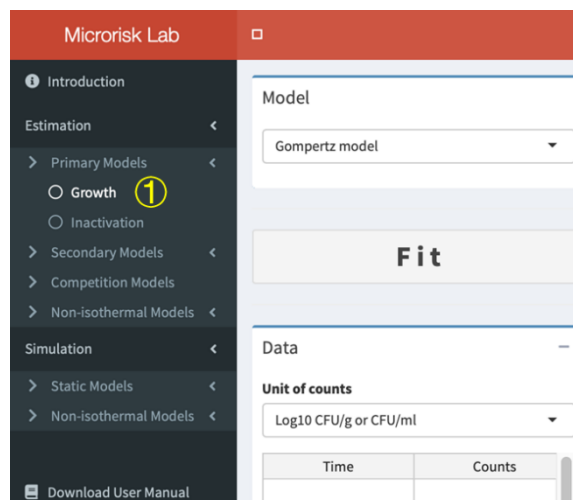 Microrisk Lab
Introduction
Estimation
Primary Models
Growth ①
Inactivation
Secondary Models
Competition Models
Non-isothermal Models
Simulation
Static Models
Non-isothermal Models
Download User Manual
Model
Gompertz model
Fit
Data
Unit of counts
Log10 CFU/g or CFU/ml
Time Counts